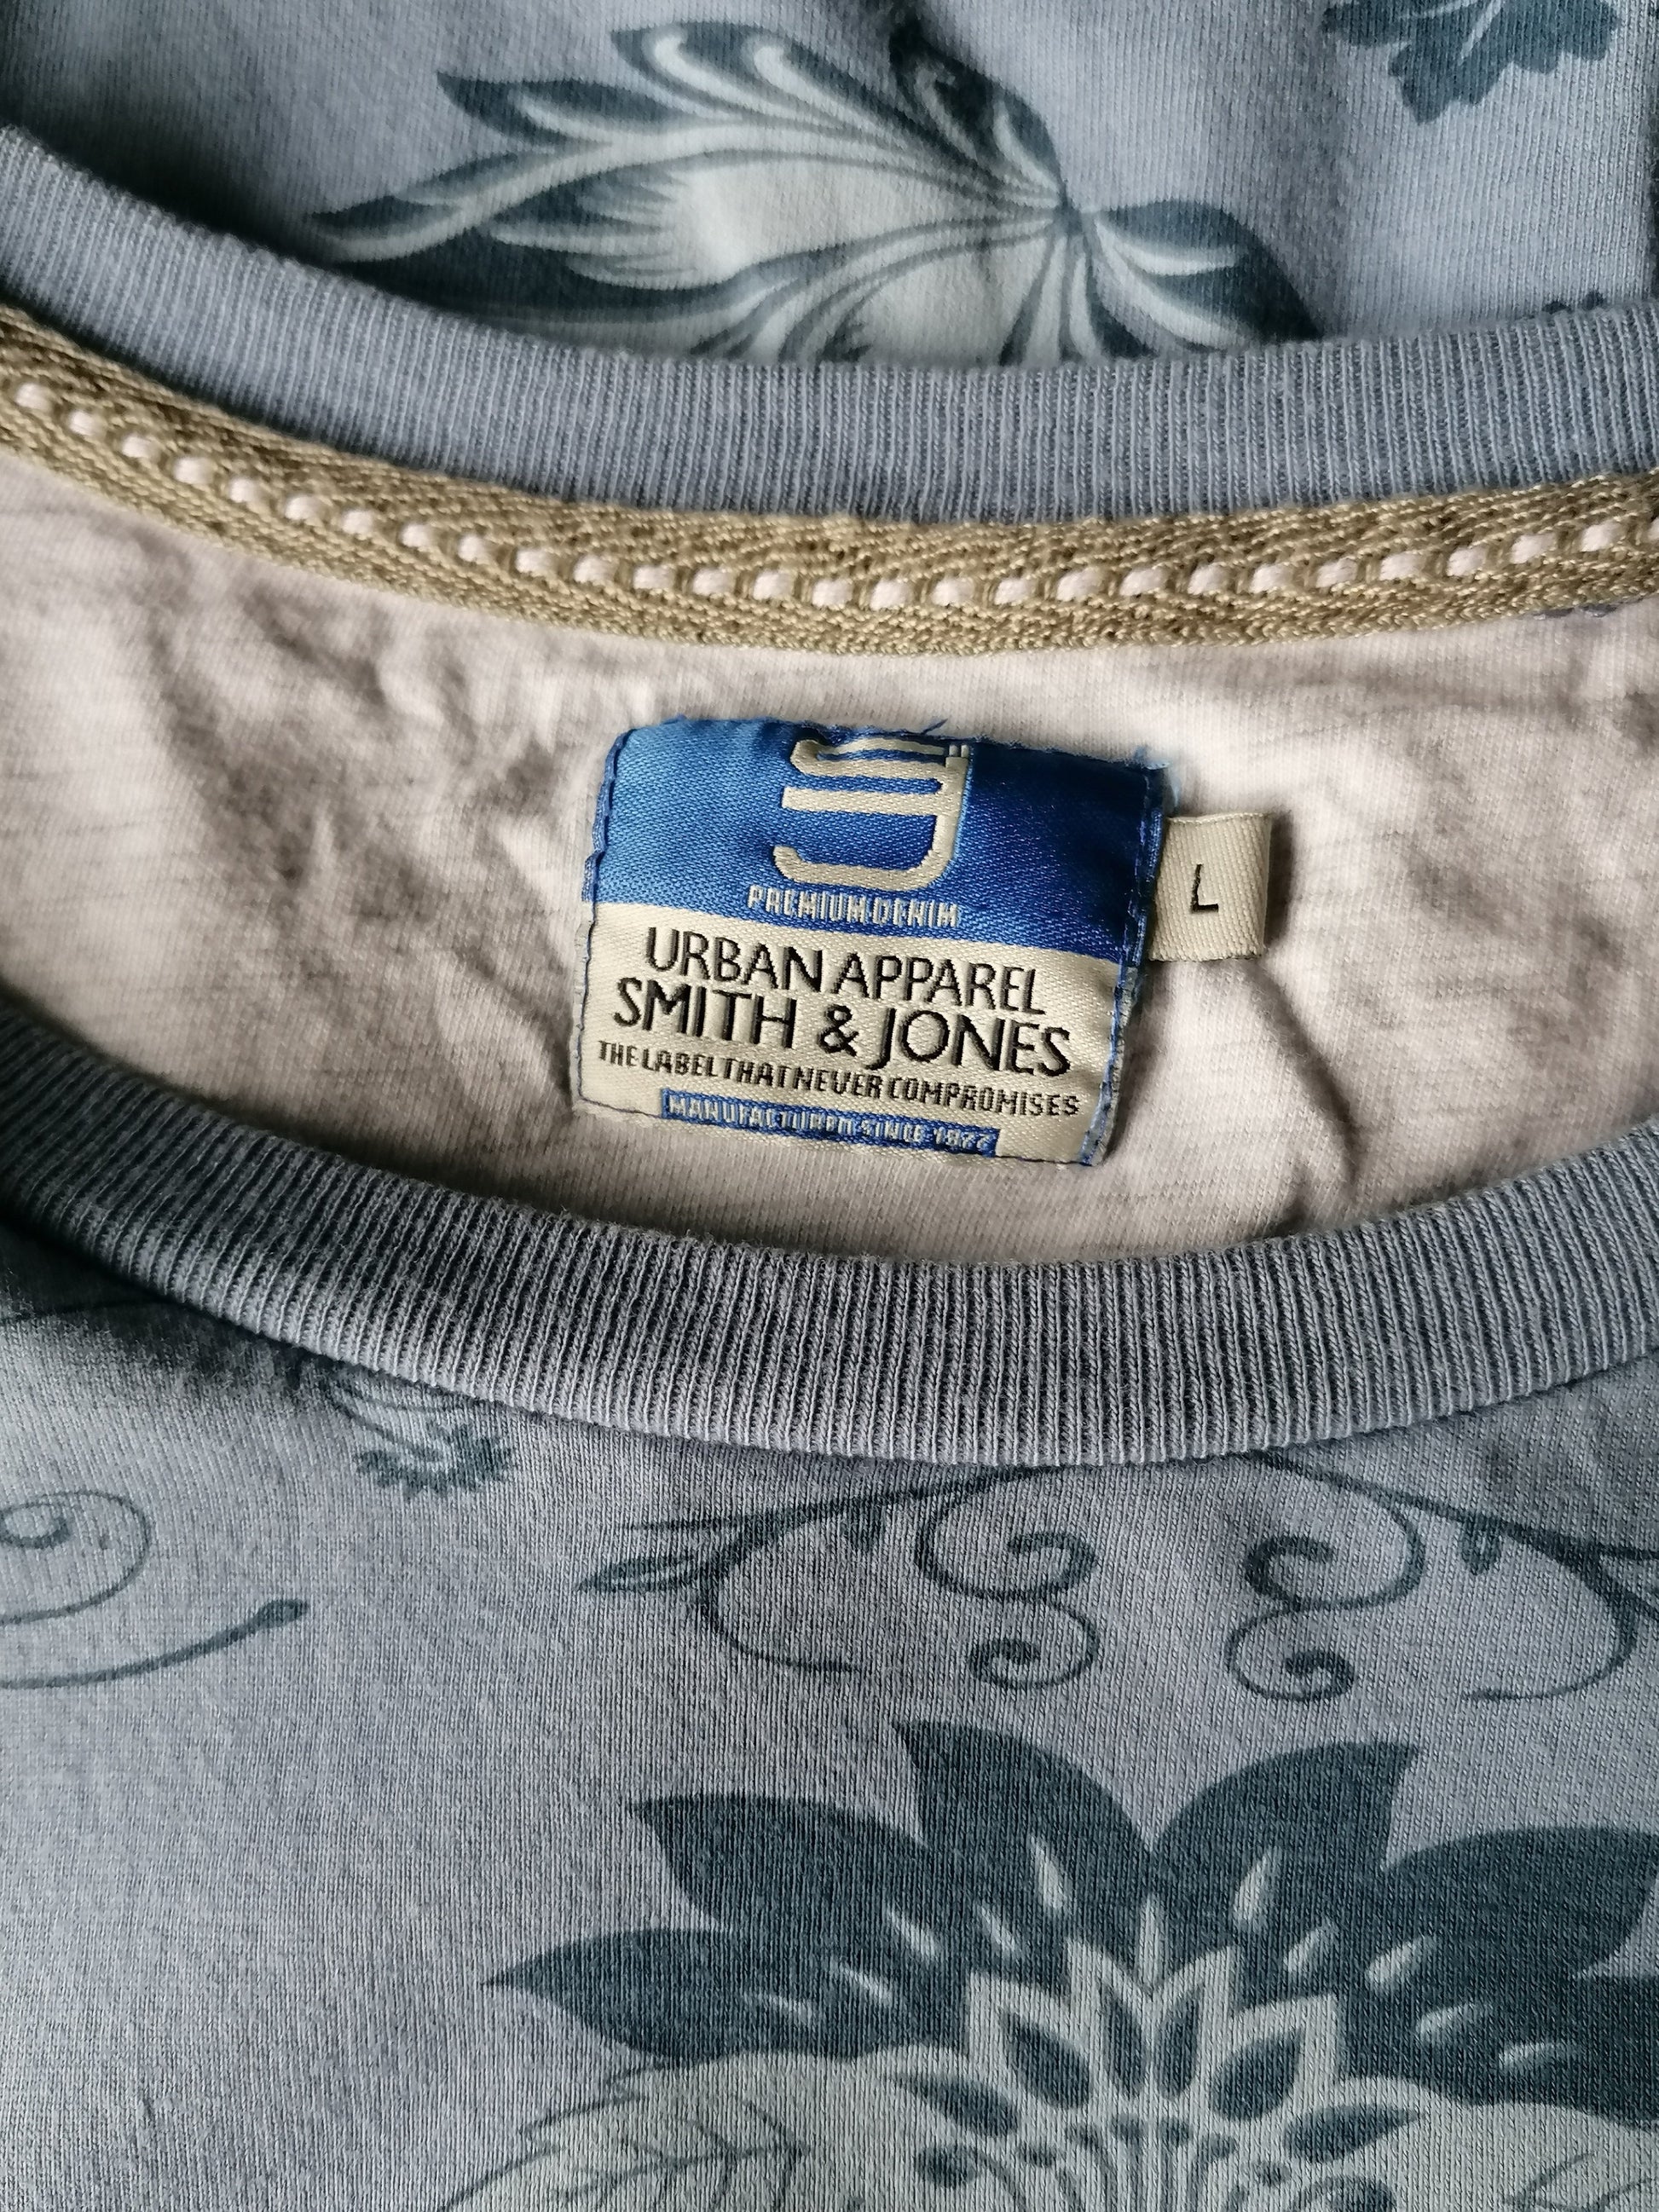 PREMIUM DENIM
URBAN APPAREL
SMITH & JONES
THE LABEL THAT NEVER COMPROMISES
MANUFACTURED SINCE 1977
L